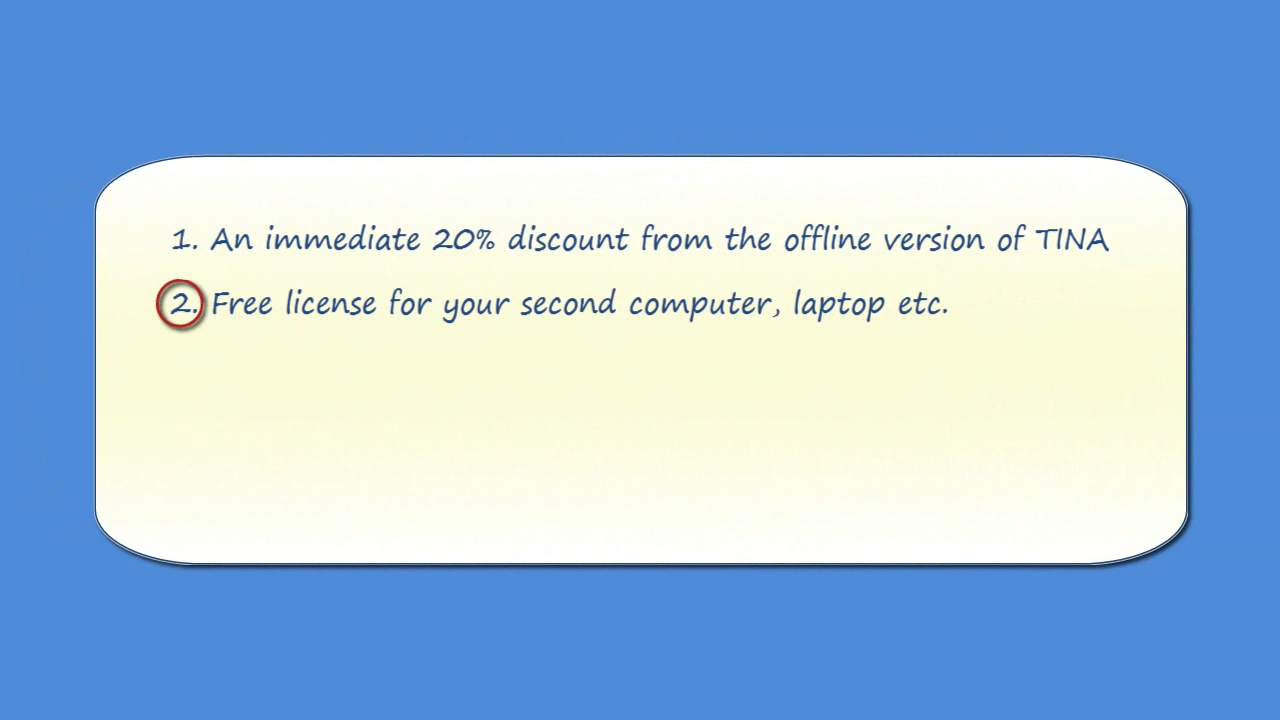 1. An immediate 20% discount from the offline version of TINA
2. Free license for your second computer, laptop etc.